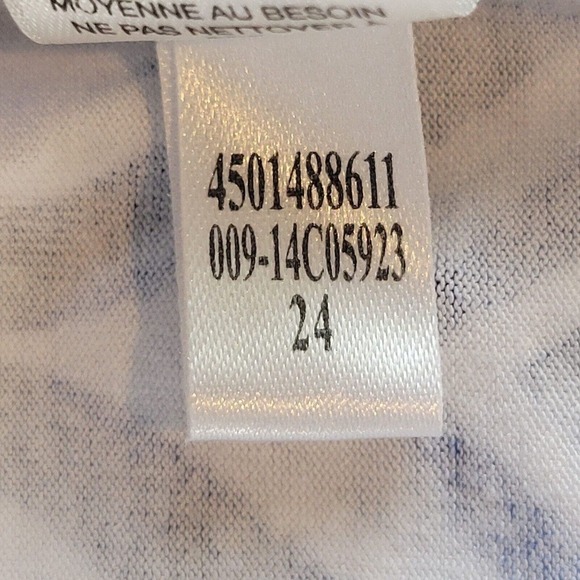 MOYENNE AU BESOIN
NE PAS NETTOYER À
4501488611
009-14C05923
24